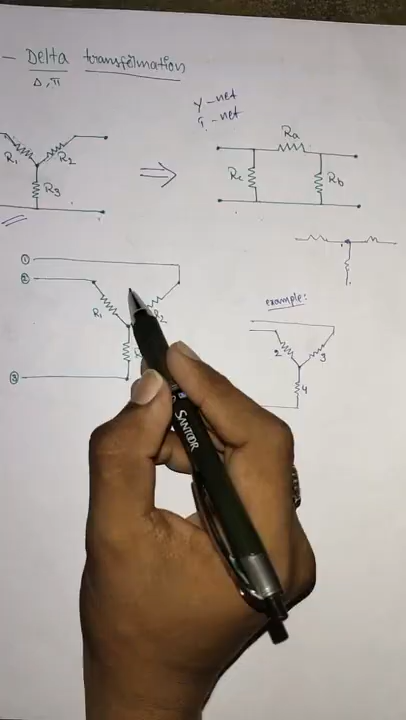 - Delta transformation
Δ, π
Y-net
π-net
R1 R2
R3
Ra
Rc Rb
①
②
R1 R2
③
example:
2 3
4
SANTOOR